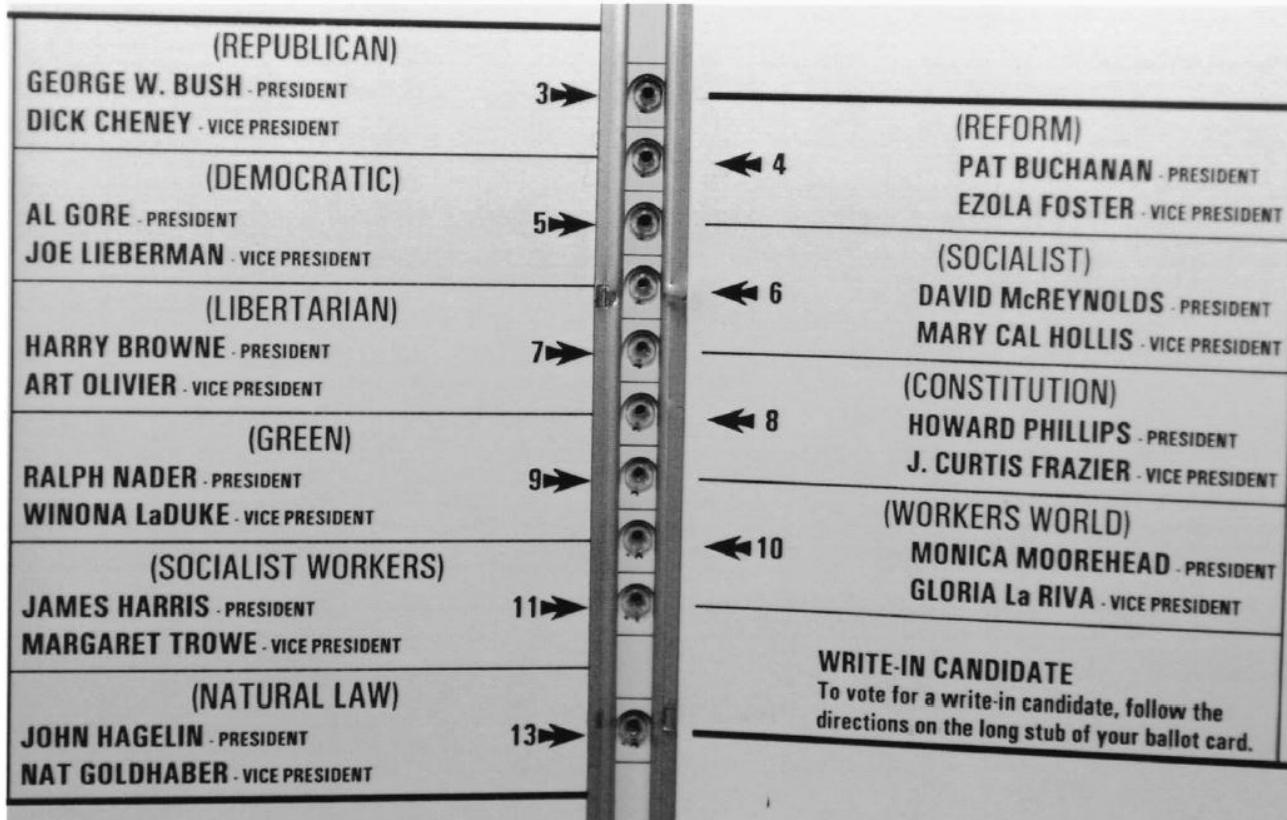 (REPUBLICAN)
GEORGE W. BUSH - PRESIDENT
DICK CHENEY - VICE PRESIDENT
3
(DEMOCRATIC)
AL GORE - PRESIDENT
JOE LIEBERMAN - VICE PRESIDENT
5
(LIBERTARIAN)
HARRY BROWNE - PRESIDENT
ART OLIVIER - VICE PRESIDENT
7
(GREEN)
RALPH NADER - PRESIDENT
WINONA LaDUKE - VICE PRESIDENT
9
(SOCIALIST WORKERS)
JAMES HARRIS - PRESIDENT
MARGARET TROWE - VICE PRESIDENT
11
(NATURAL LAW)
JOHN HAGELIN - PRESIDENT
NAT GOLDHABER - VICE PRESIDENT
13
(REFORM)
PAT BUCHANAN - PRESIDENT
EZOLA FOSTER - VICE PRESIDENT
4
(SOCIALIST)
DAVID McREYNOLDS - PRESIDENT
MARY CAL HOLLIS - VICE PRESIDENT
6
(CONSTITUTION)
HOWARD PHILLIPS - PRESIDENT
J. CURTIS FRAZIER - VICE PRESIDENT
8
(WORKERS WORLD)
MONICA MOOREHEAD - PRESIDENT
GLORIA La RIVA - VICE PRESIDENT
10
WRITE-IN CANDIDATE
To vote for a write-in candidate, follow the
directions on the long stub of your ballot card.